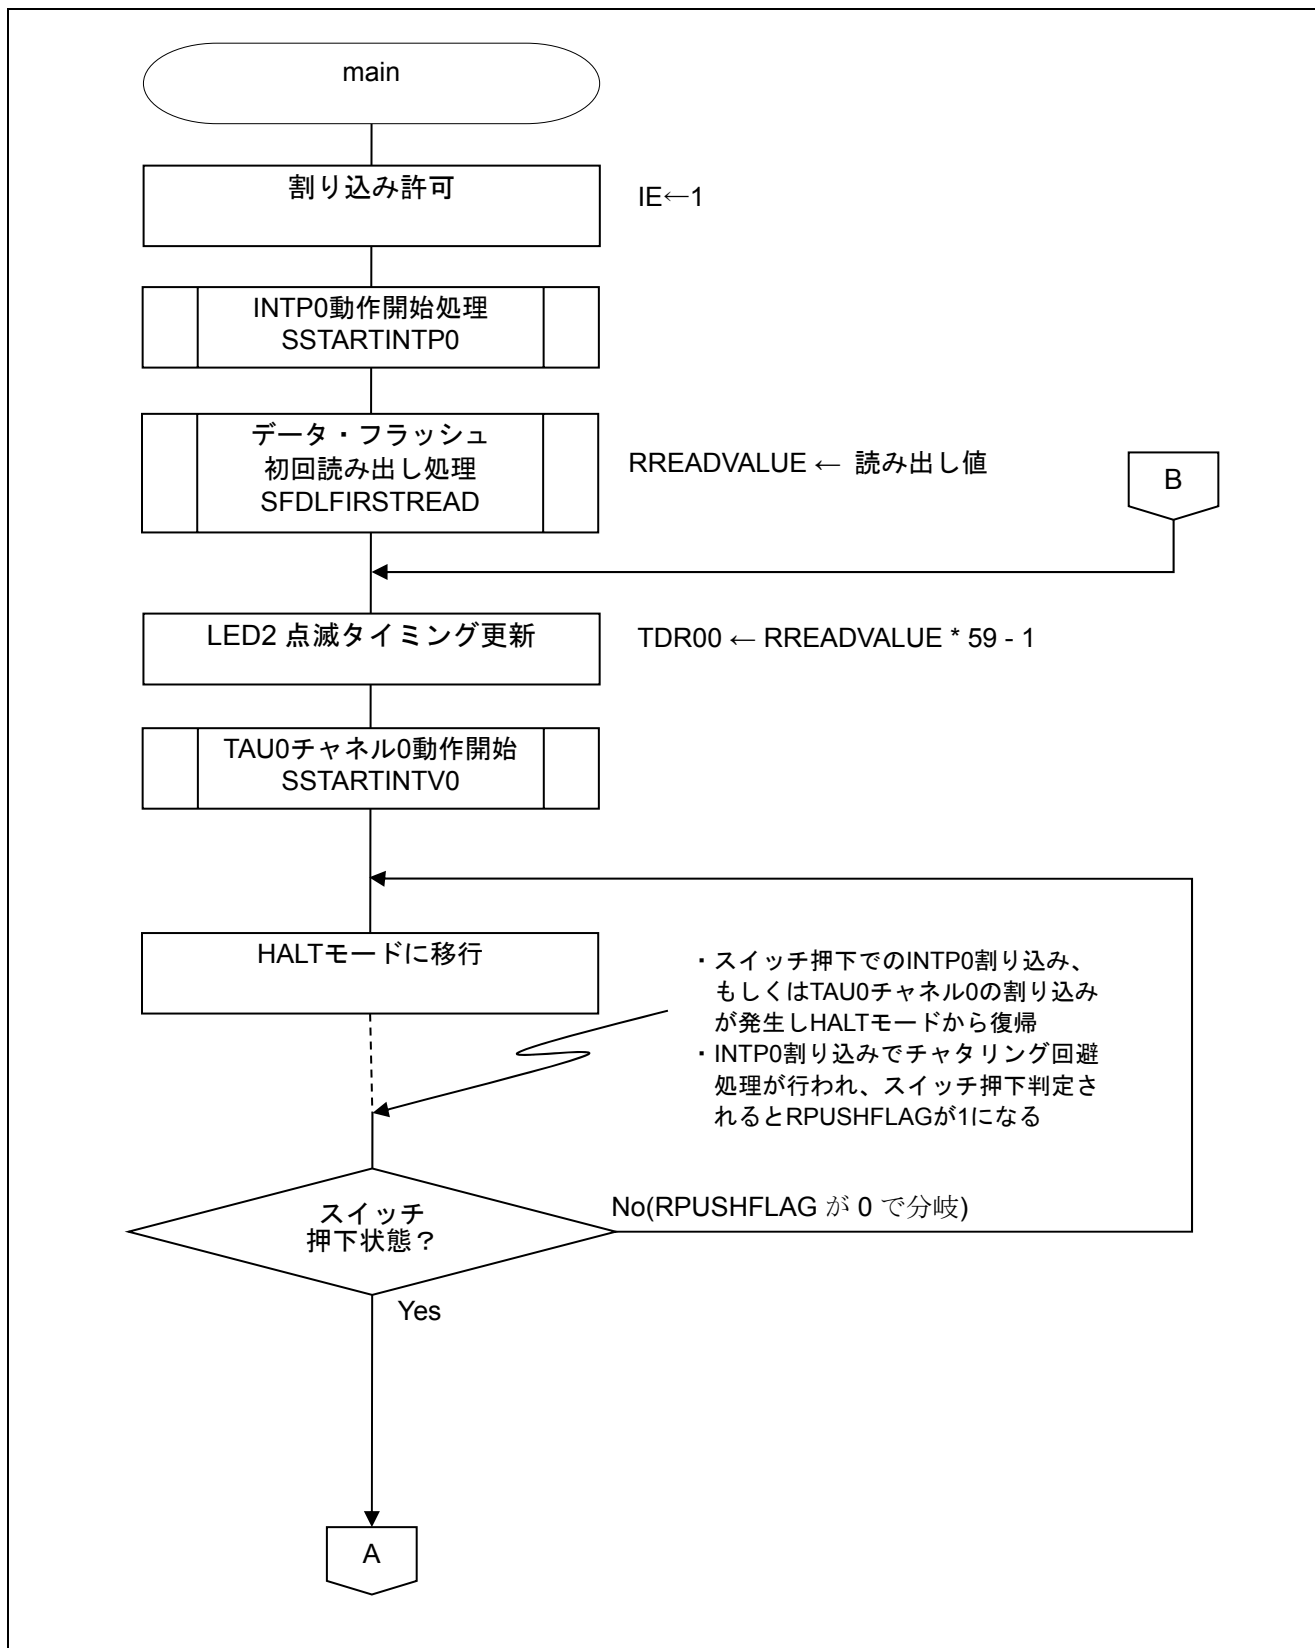 main
割り込み許可
IE←1
INTP0動作開始処理
SSTARTINTP0
データ・フラッシュ
初回読み出し処理
SFDLFIRSTREAD
RREADVALUE ← 読み出し値
B
LED2 点滅タイミング更新
TDR00 ← RREADVALUE * 59 - 1
TAU0チャネル0動作開始
SSTARTINTV0
HALTモードに移行
・スイッチ押下でのINTP0割り込み、
もしくはTAU0チャネル0の割り込み
が発生しHALTモードから復帰
・INTP0割り込みでチャタリング回避
処理が行われ、スイッチ押下判定さ
れるとRPUSHFLAGが1になる
スイッチ
押下状態？
No(RPUSHFLAG が 0 で分岐)
Yes
A